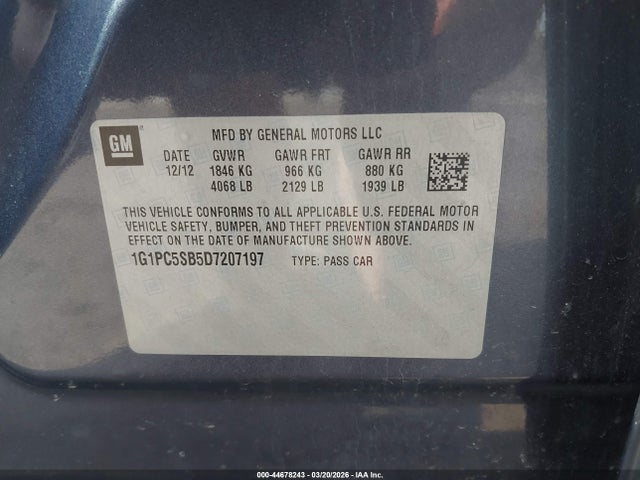 GM
MFD BY GENERAL MOTORS LLC
DATE GVWR GAWR FRT GAWR RR
12/12 1846 KG 966 KG 880 KG
4068 LB 2129 LB 1939 LB
THIS VEHICLE CONFORMS TO ALL APPLICABLE U.S. FEDERAL MOTOR
VEHICLE SAFETY, BUMPER, AND THEFT PREVENTION STANDARDS IN
EFFECT ON THE DATE OF MANUFACTURE SHOWN ABOVE.
1G1PC5SB5D7207197 TYPE: PASS CAR
000-44678243 - 03/20/2026 - IAA Inc.